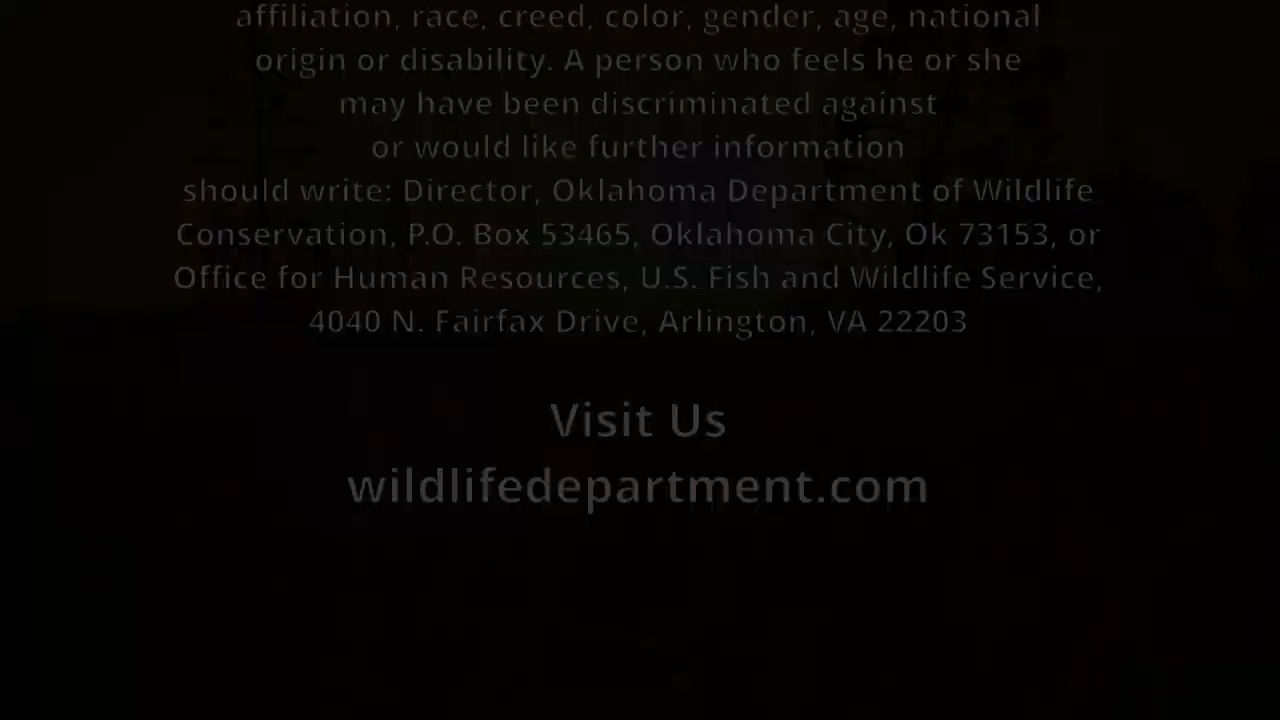 affiliation, race, creed, color, gender, age, national
origin or disability. A person who feels he or she
may have been discriminated against
or would like further information
should write: Director, Oklahoma Department of Wildlife
Conservation, P.O. Box 53465, Oklahoma City, Ok 73153, or
Office for Human Resources, U.S. Fish and Wildlife Service,
4040 N. Fairfax Drive, Arlington, VA 22203
Visit Us
wildlifedepartment.com